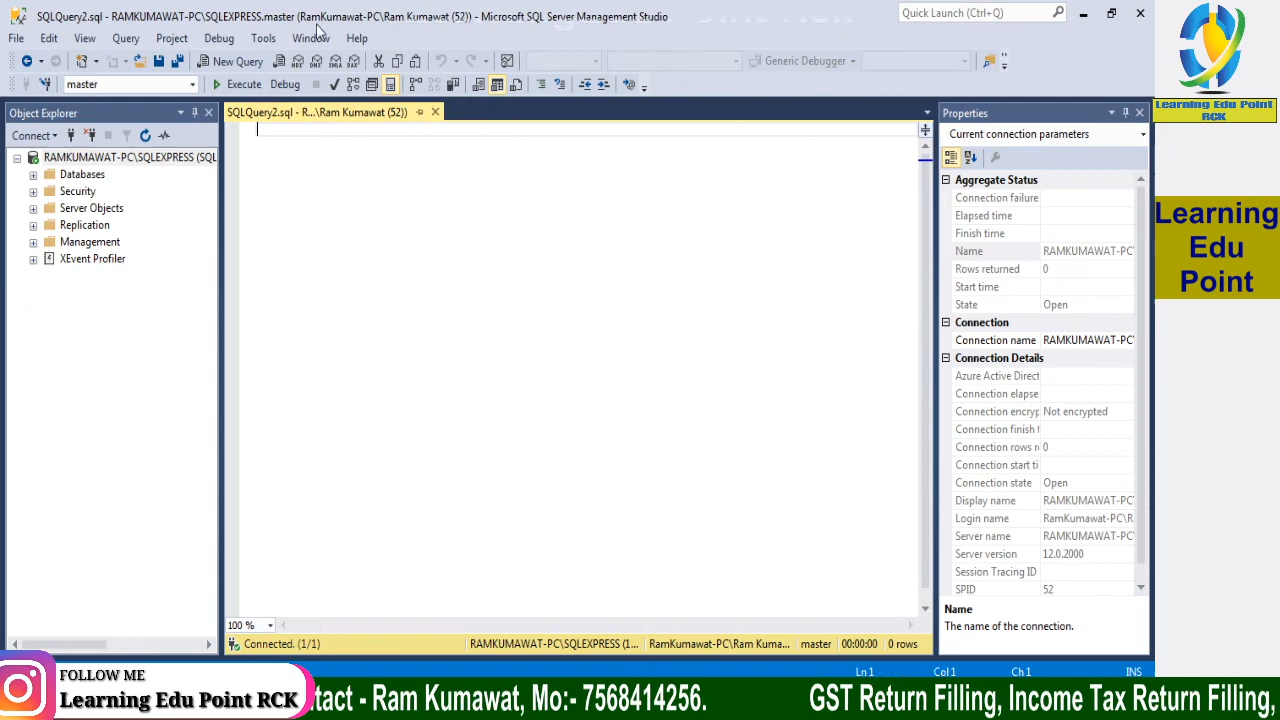 SQLQuery2.sql - RAMKUMAWAT-PC\SQLEXPRESS.master (RamKumawat-PC\Ram Kumawat (52)) - Microsoft SQL Server Management Studio
Quick Launch (Ctrl+Q)
File Edit View Query Project Debug Tools Window Help
New Query
Generic Debugger
master
Execute Debug
Object Explorer
SQLQuery2.sql - R...\Ram Kumawat (52))
Properties
Connect
Current connection parameters
RAMKUMAWAT-PC\SQLEXPRESS (SQL
Databases
Security
Server Objects
Replication
Management
XEvent Profiler
Aggregate Status
Connection failure
Elapsed time
Finish time
Name RAMKUMAWAT-PC\
Rows returned 0
Start time
State Open
Connection
Connection name RAMKUMAWAT-PC\
Connection Details
Azure Active Direct
Connection elapse
Connection encryp Not encrypted
Connection finish t
Connection rows r 0
Connection start ti
Connection state Open
Display name RAMKUMAWAT-PC\
Login name RamKumawat-PC\R
Server name RAMKUMAWAT-PC\
Server version 12.0.2000
Session Tracing ID
SPID 52
Name
The name of the connection.
100 %
Connected. (1/1)
RAMKUMAWAT-PC\SQLEXPRESS (1...
RamKumawat-PC\Ram Kuma...
master
00:00:00
0 rows
Ln 1 Col 1 Ch 1 INS
Learning Edu Point
RCK
Learning
Edu
Point
FOLLOW ME
Learning Edu Point RCK
ntact - Ram Kumawat, Mo:- 7568414256. GST Return Filling, Income Tax Return Filling,